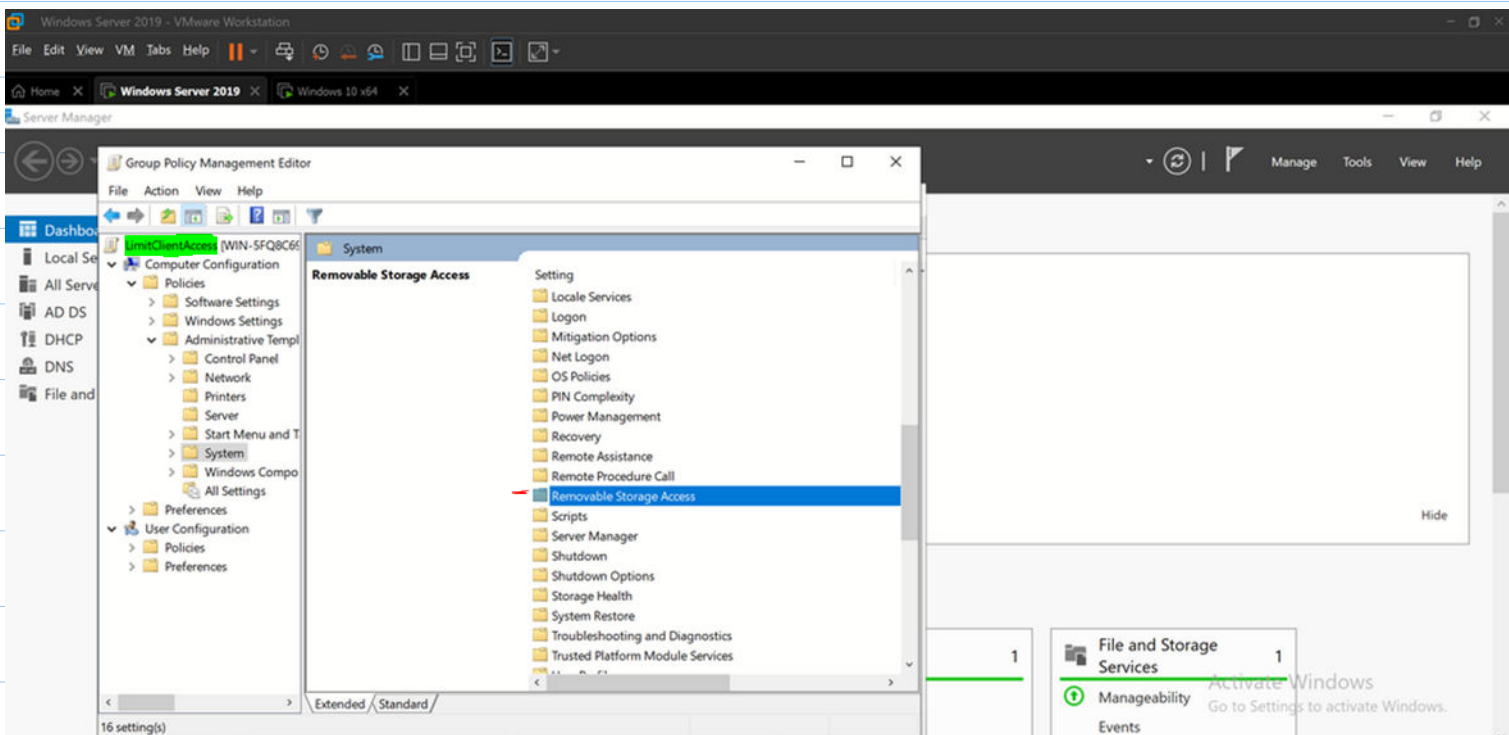 Windows Server 2019 - VMware Workstation
File Edit View VM Tabs Help
Home Windows Server 2019 Windows 10 x64
Server Manager
Manage Tools View Help
Group Policy Management Editor
File Action View Help
Dashbo
Local Se
All Serve
AD DS
DHCP
DNS
File and
LimitClientAccess [WIN-5FQ8C69
Computer Configuration
Policies
Software Settings
Windows Settings
Administrative Templ
Control Panel
Network
Printers
Server
Start Menu and T
System
Windows Compo
All Settings
Preferences
User Configuration
Policies
Preferences
System
Removable Storage Access
Setting
Locale Services
Logon
Mitigation Options
Net Logon
OS Policies
PIN Complexity
Power Management
Recovery
Remote Assistance
Remote Procedure Call
Removable Storage Access
Scripts
Server Manager
Shutdown
Shutdown Options
Storage Health
System Restore
Troubleshooting and Diagnostics
Trusted Platform Module Services
Extended Standard
16 setting(s)
Hide
1
File and Storage
Services
1
Manageability
Events
Activate Windows
Go to Settings to activate Windows.